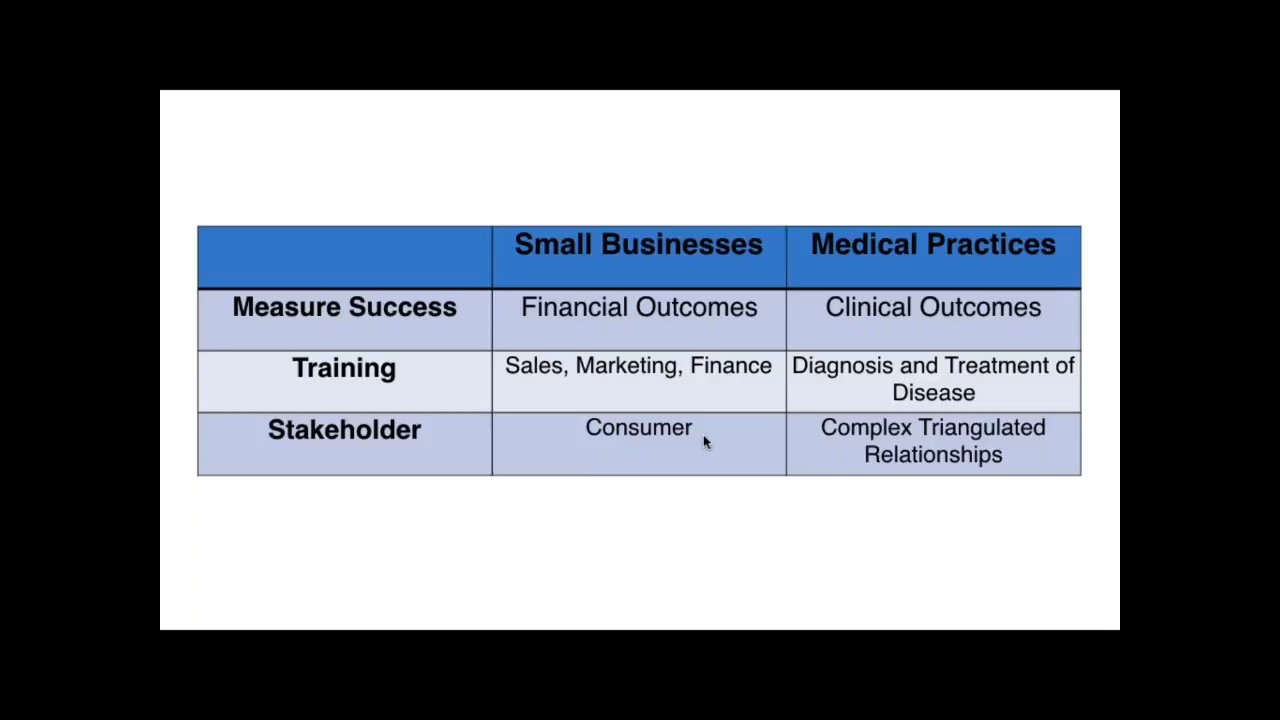 Small Businesses Medical Practices
Measure Success Financial Outcomes Clinical Outcomes
Training Sales, Marketing, Finance Diagnosis and Treatment of
Disease
Stakeholder Consumer Complex Triangulated
Relationships